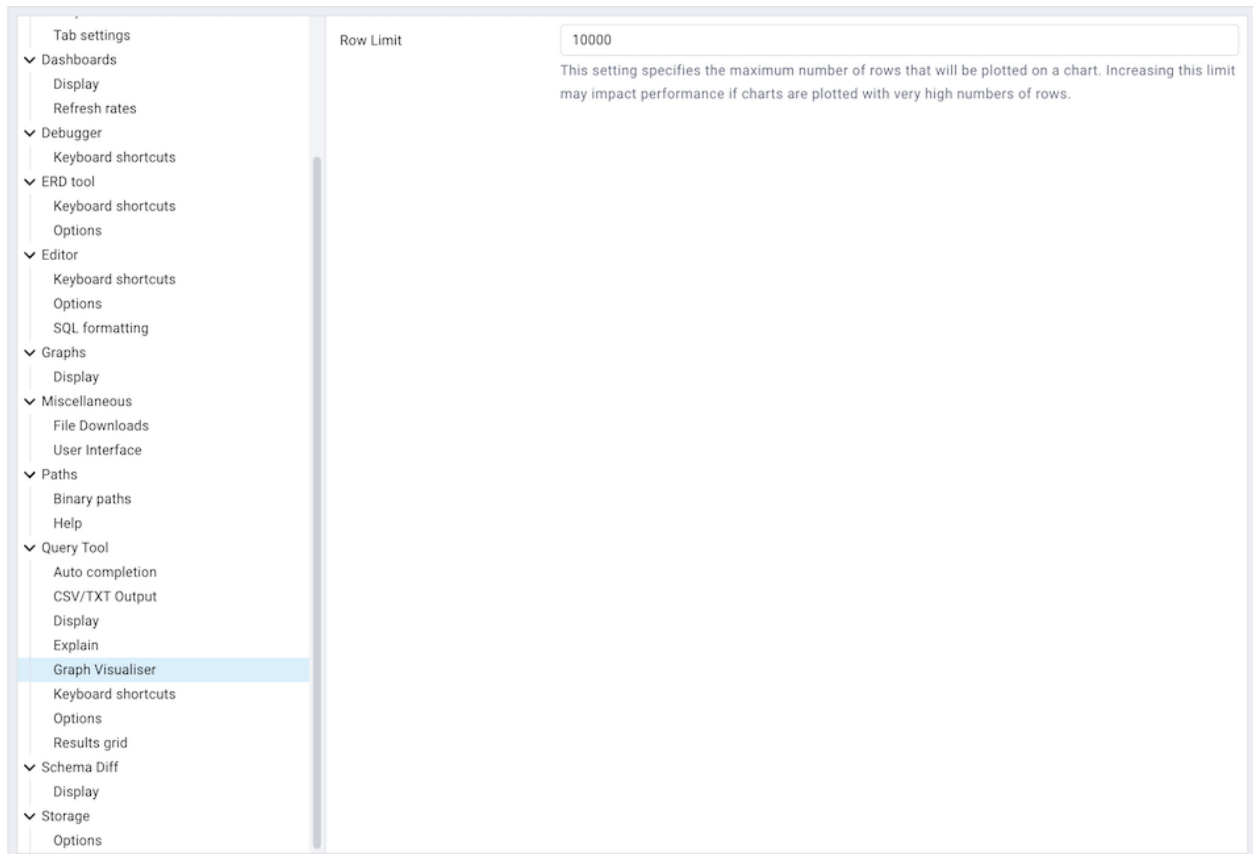 Tab settings
Dashboards
Display
Refresh rates
Debugger
Keyboard shortcuts
ERD tool
Keyboard shortcuts
Options
Editor
Keyboard shortcuts
Options
SQL formatting
Graphs
Display
Miscellaneous
File Downloads
User Interface
Paths
Binary paths
Help
Query Tool
Auto completion
CSV/TXT Output
Display
Explain
Graph Visualiser
Keyboard shortcuts
Options
Results grid
Schema Diff
Display
Storage
Options
Row Limit
10000
This setting specifies the maximum number of rows that will be plotted on a chart. Increasing this limit
may impact performance if charts are plotted with very high numbers of rows.